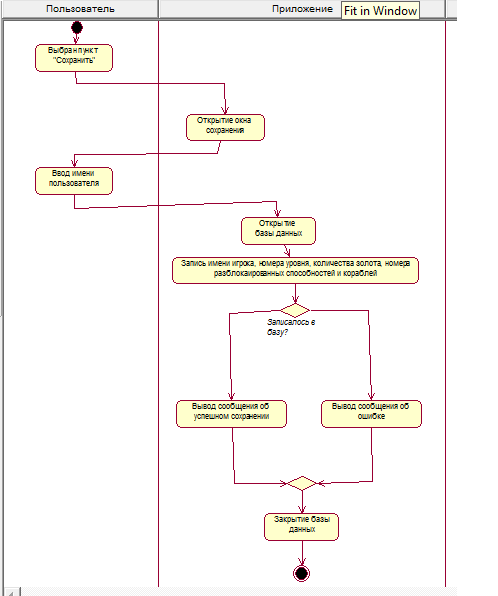 Пользователь
Приложение
Fit in Window
Выбран пункт
"Сохранить"
Открытие окна
сохранения
Ввод имени
пользователя
Открытие
базы данных
Запись имени игрока, номера уровня, количества золота, номера
разблокированных способностей и кораблей
Записалось в
базу?
Вывод сообщения об
успешном сохранении
Вывод сообщения об
ошибке
Закрытие базы
данных